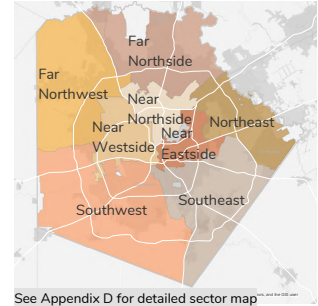 Far
Northside
Far
Northwest
Near
Northside
Near
Westside
Near
Eastside
Northeast
Southwest
Southeast
See Appendix D for detailed sector map